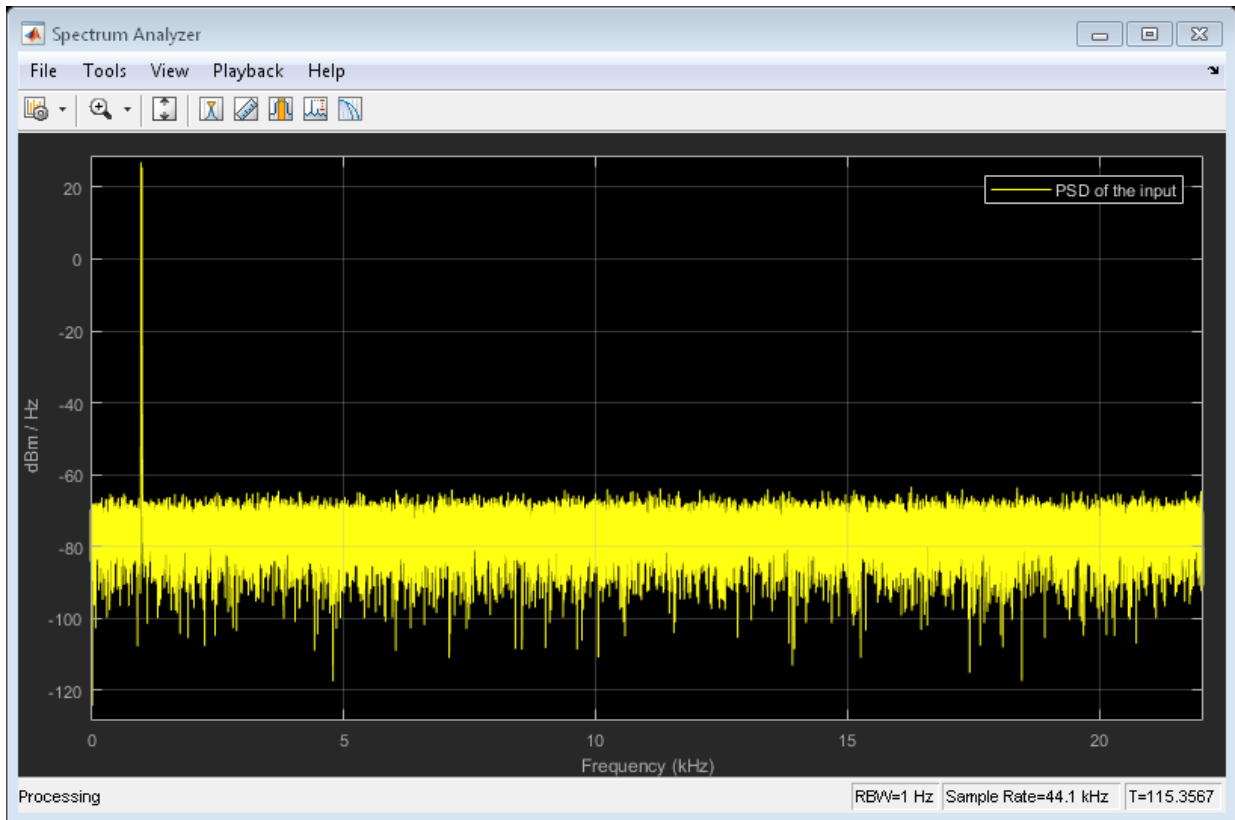 Spectrum Analyzer
File Tools View Playback Help
PSD of the input
20
0
-20
-40
-60
-80
-100
-120
dBm / Hz
0 5 10 15 20
Frequency (kHz)
Processing RBW=1 Hz Sample Rate=44.1 kHz T=115.3567